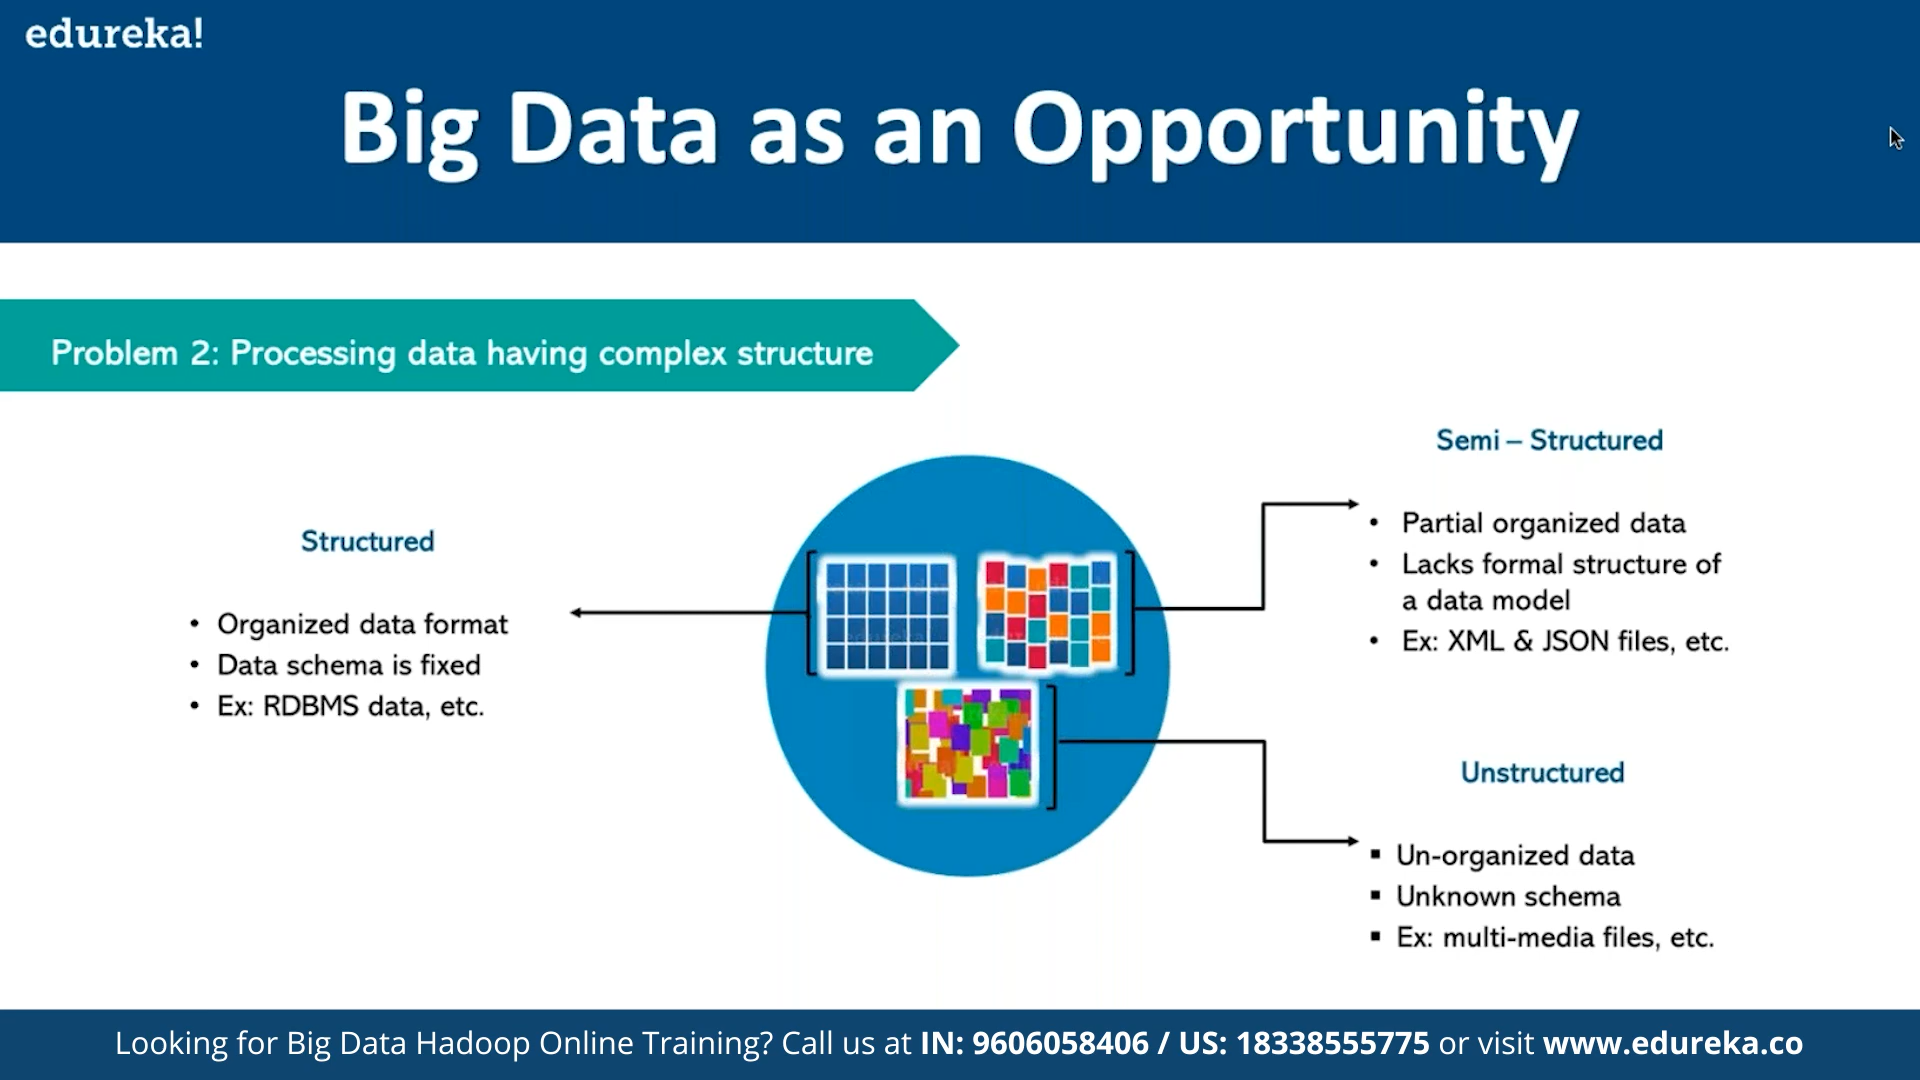 edureka!
Big Data as an Opportunity
Problem 2: Processing data having complex structure
Structured
• Organized data format
• Data schema is fixed
• Ex: RDBMS data, etc.
Semi – Structured
• Partial organized data
• Lacks formal structure of
a data model
• Ex: XML & JSON files, etc.
Unstructured
▪ Un-organized data
▪ Unknown schema
▪ Ex: multi-media files, etc.
Looking for Big Data Hadoop Online Training? Call us at IN: 9606058406 / US: 18338555775 or visit www.edureka.co